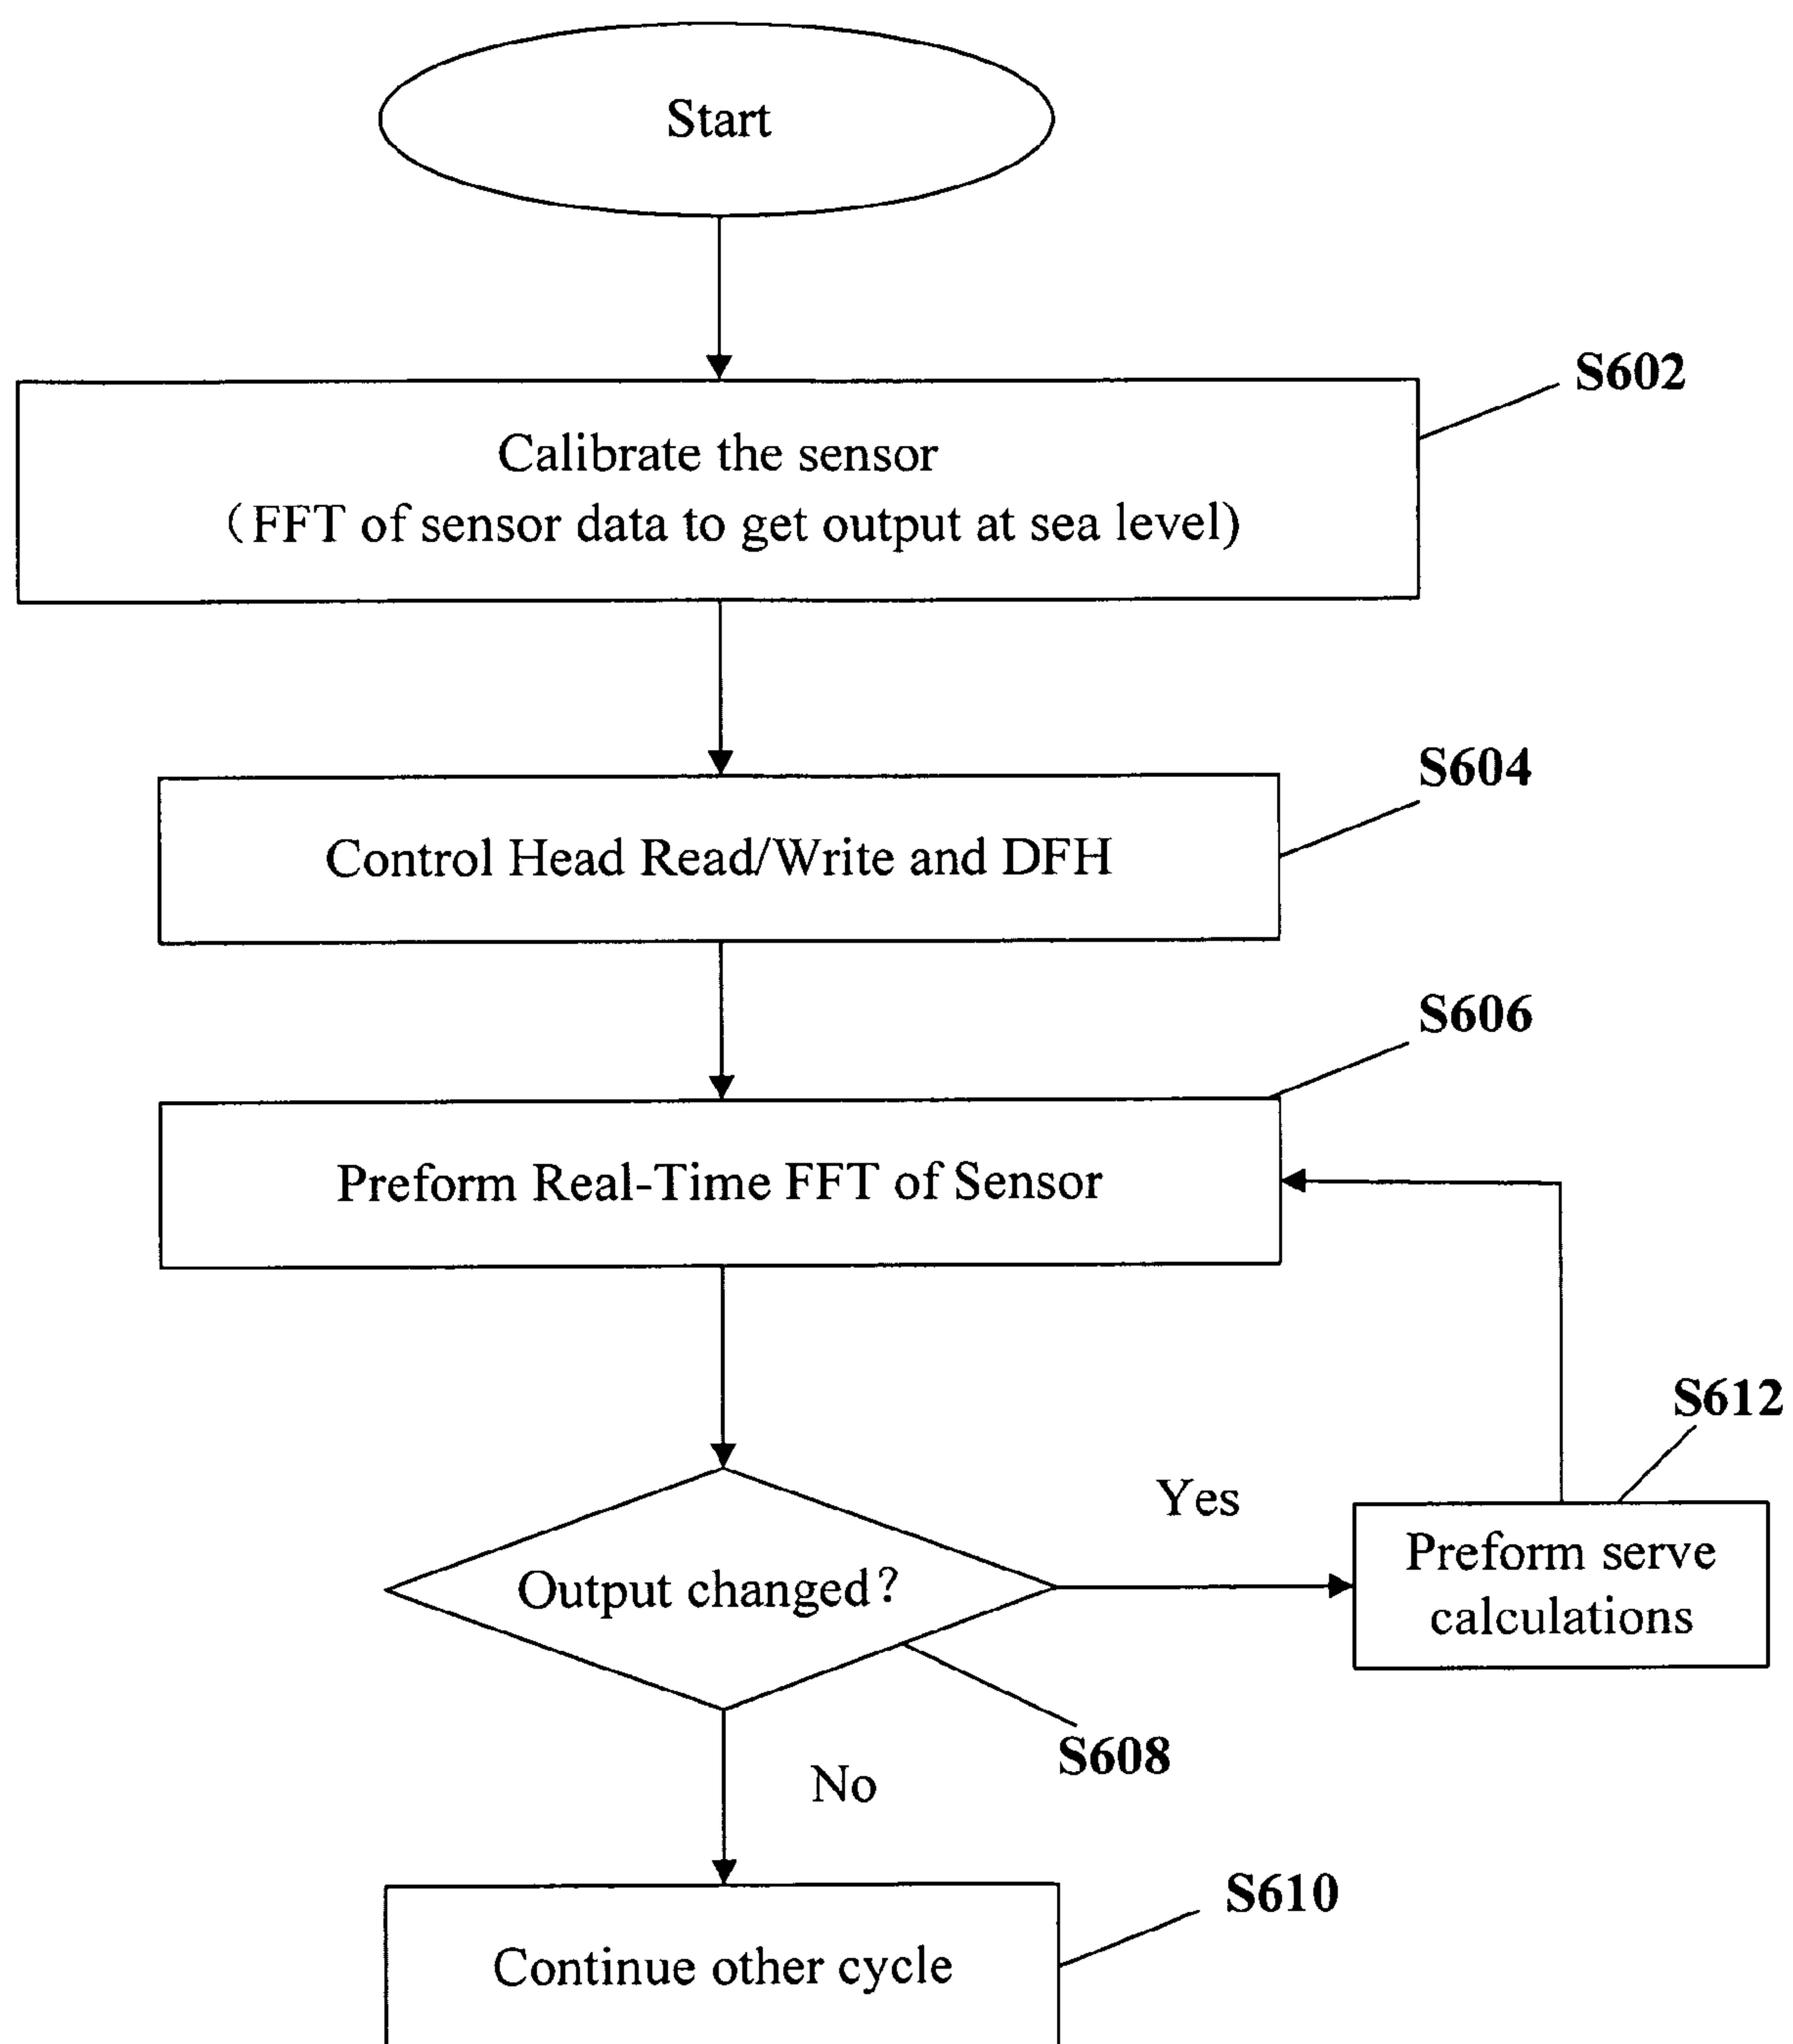 Start
S602
Calibrate the sensor
（FFT of sensor data to get output at sea level)
S604
Control Head Read/Write and DFH
S606
Preform Real-Time FFT of Sensor
S612
Yes
Preform serve
calculations
Output changed?
S608
No
S610
Continue other cycle